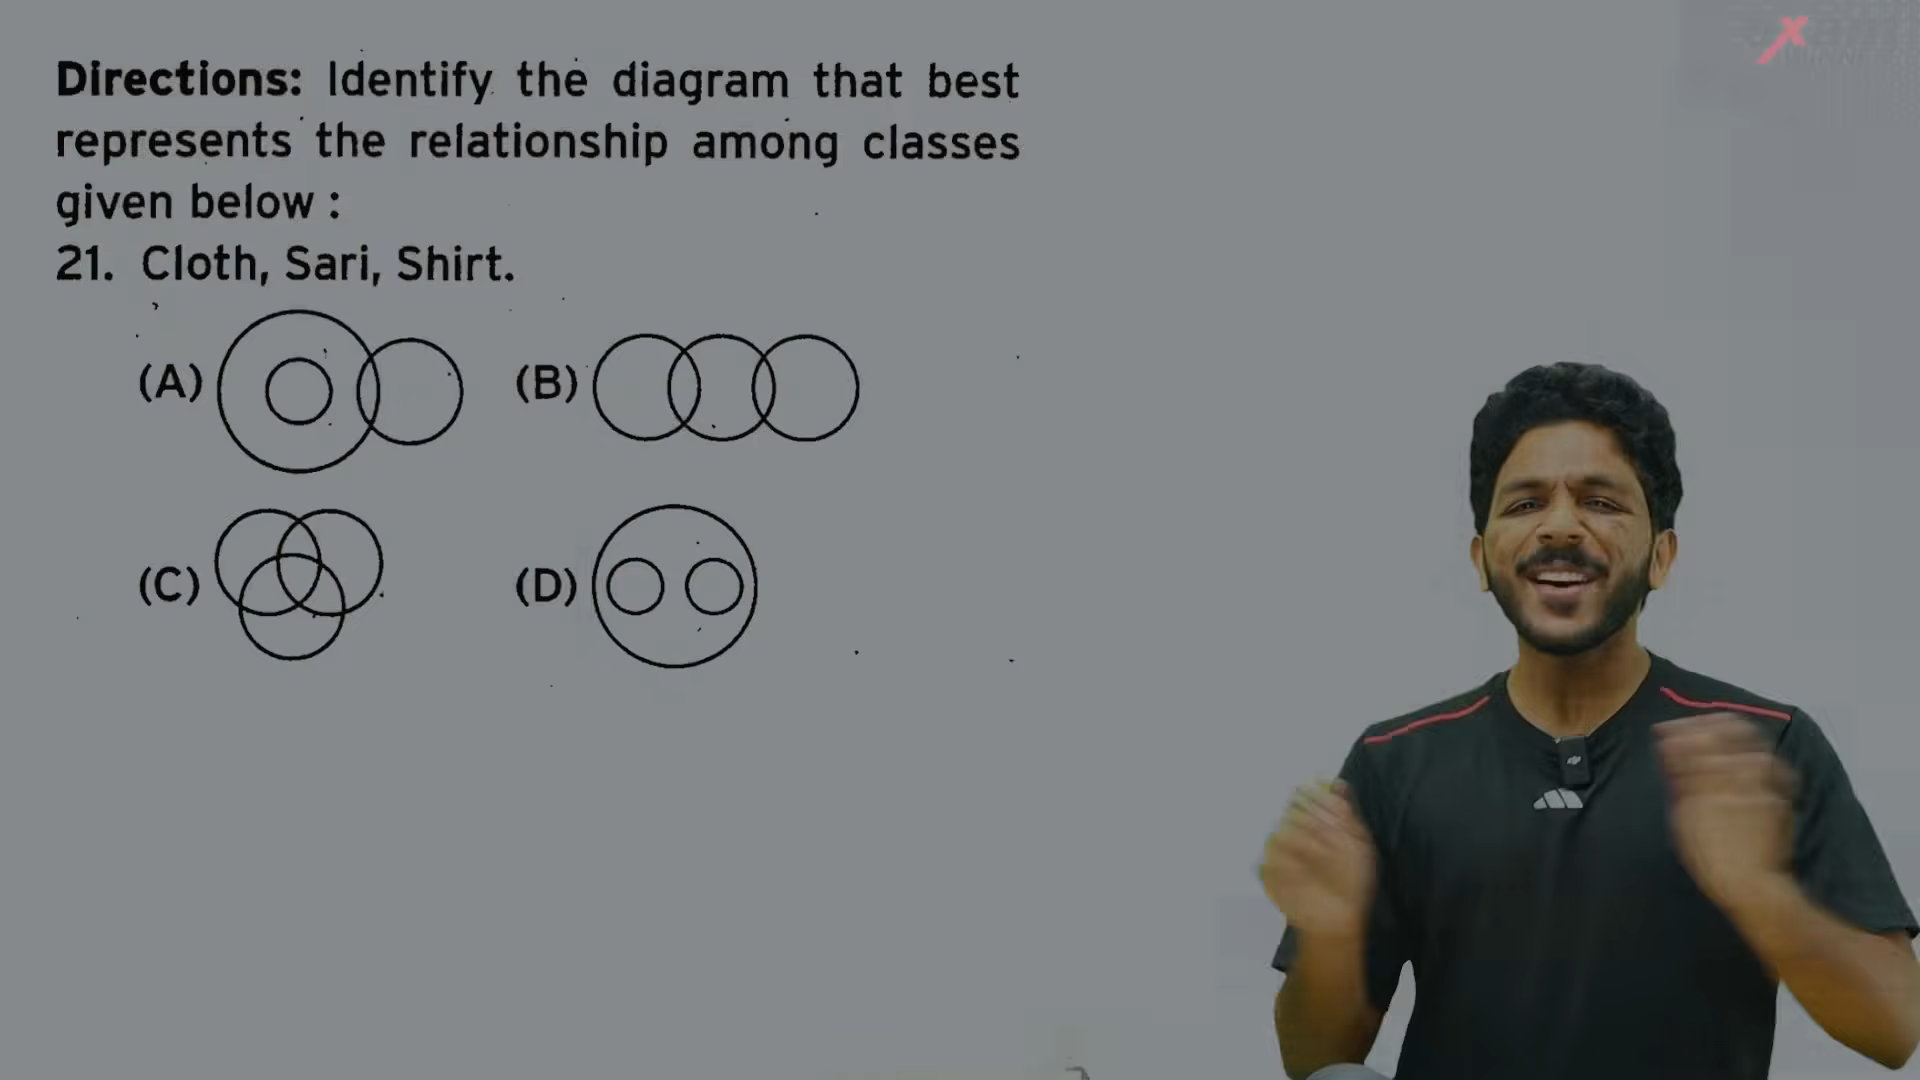 Directions: Identify the diagram that best
represents the relationship among classes
given below :
21. Cloth, Sari, Shirt.
(A)
(B)
(C)
(D)